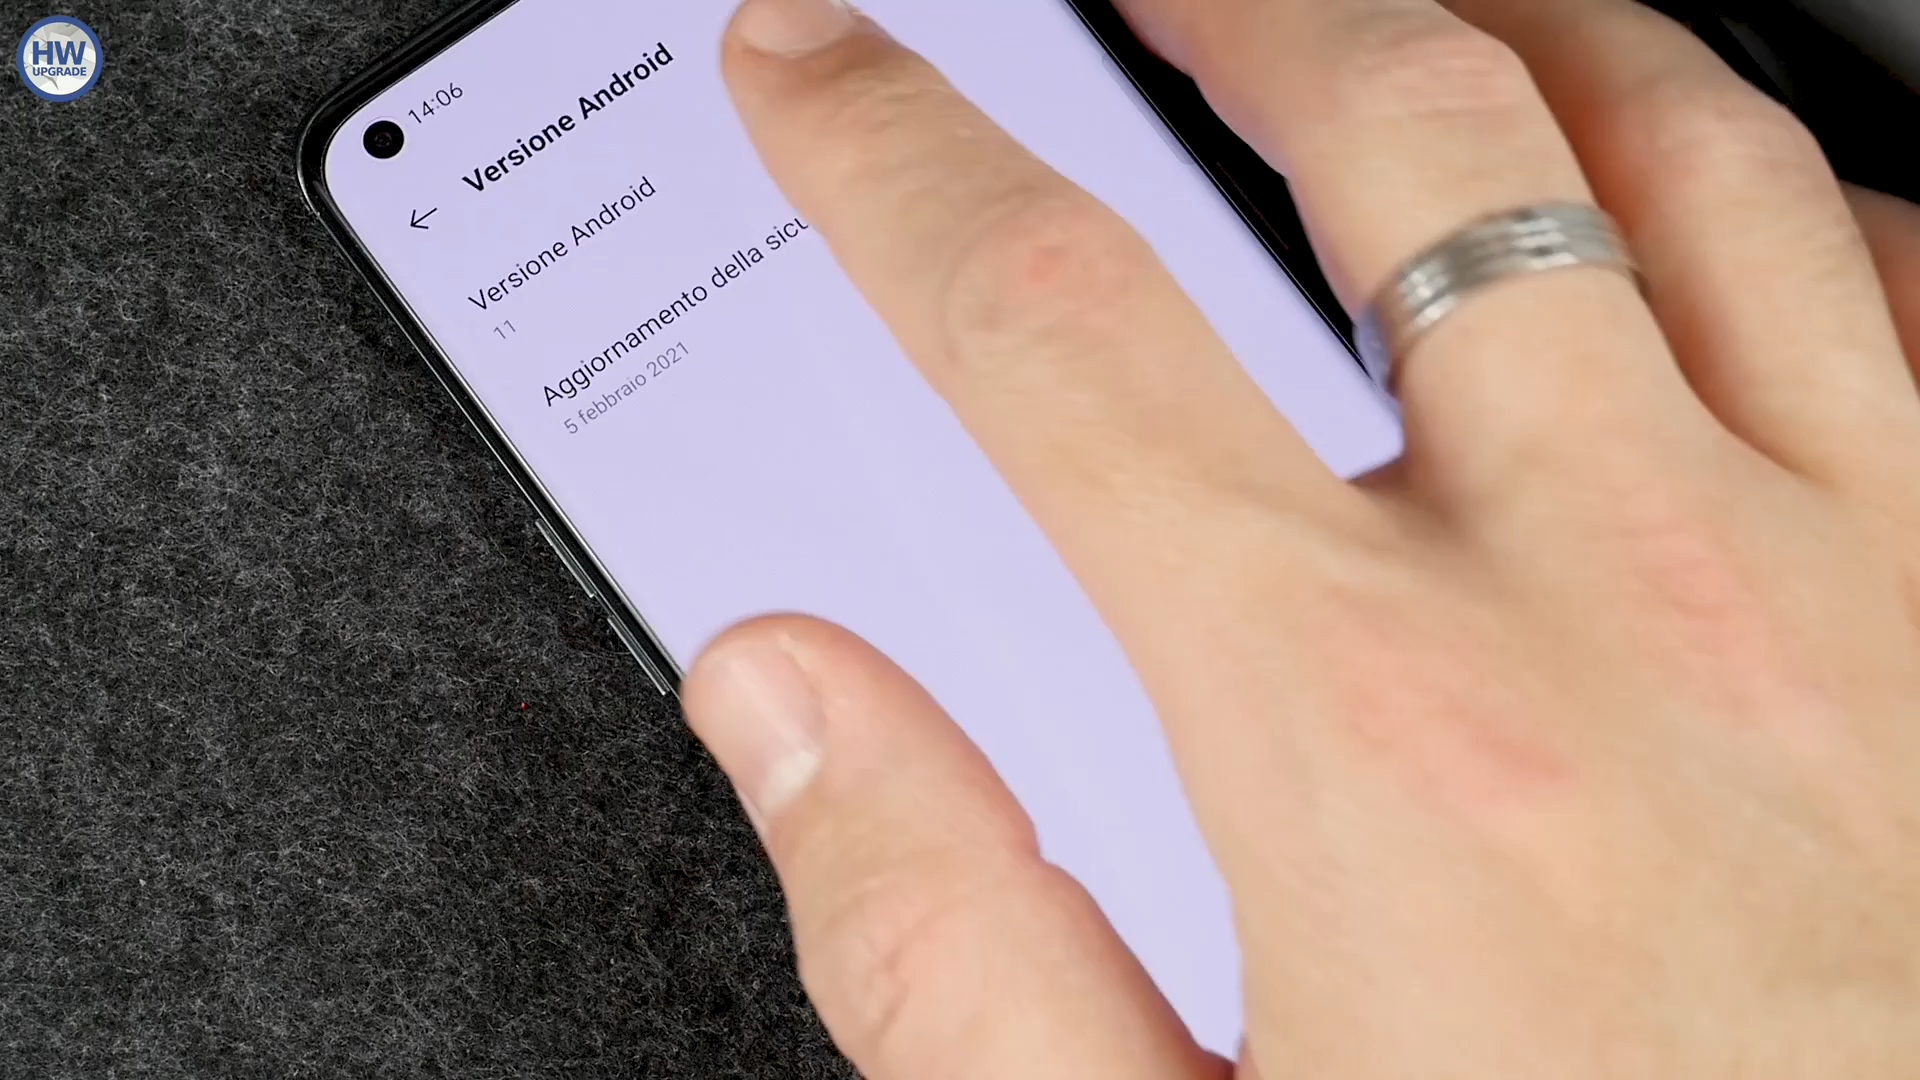 HW
UPGRADE
14:06
Versione Android
Versione Android
11
Aggiornamento della sicu
5 febbraio 2021